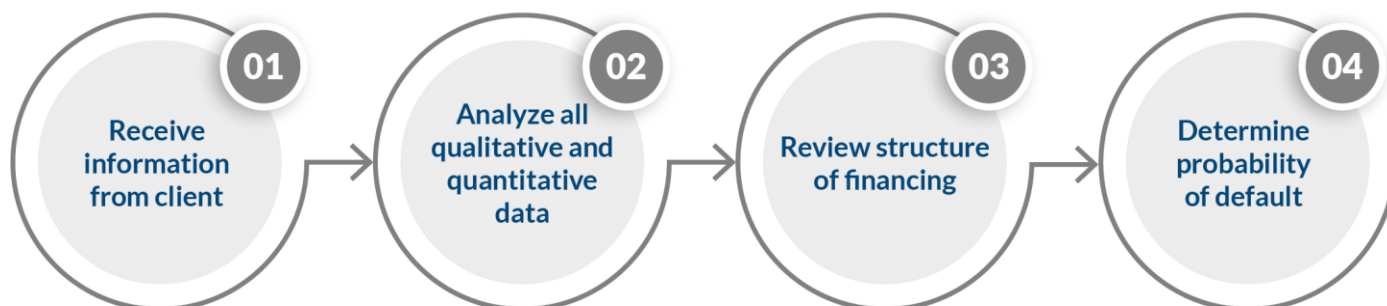 01
Receive
information
from client
02
Analyze all
qualitative and
quantitative
data
03
Review structure
of financing
04
Determine
probability
of default